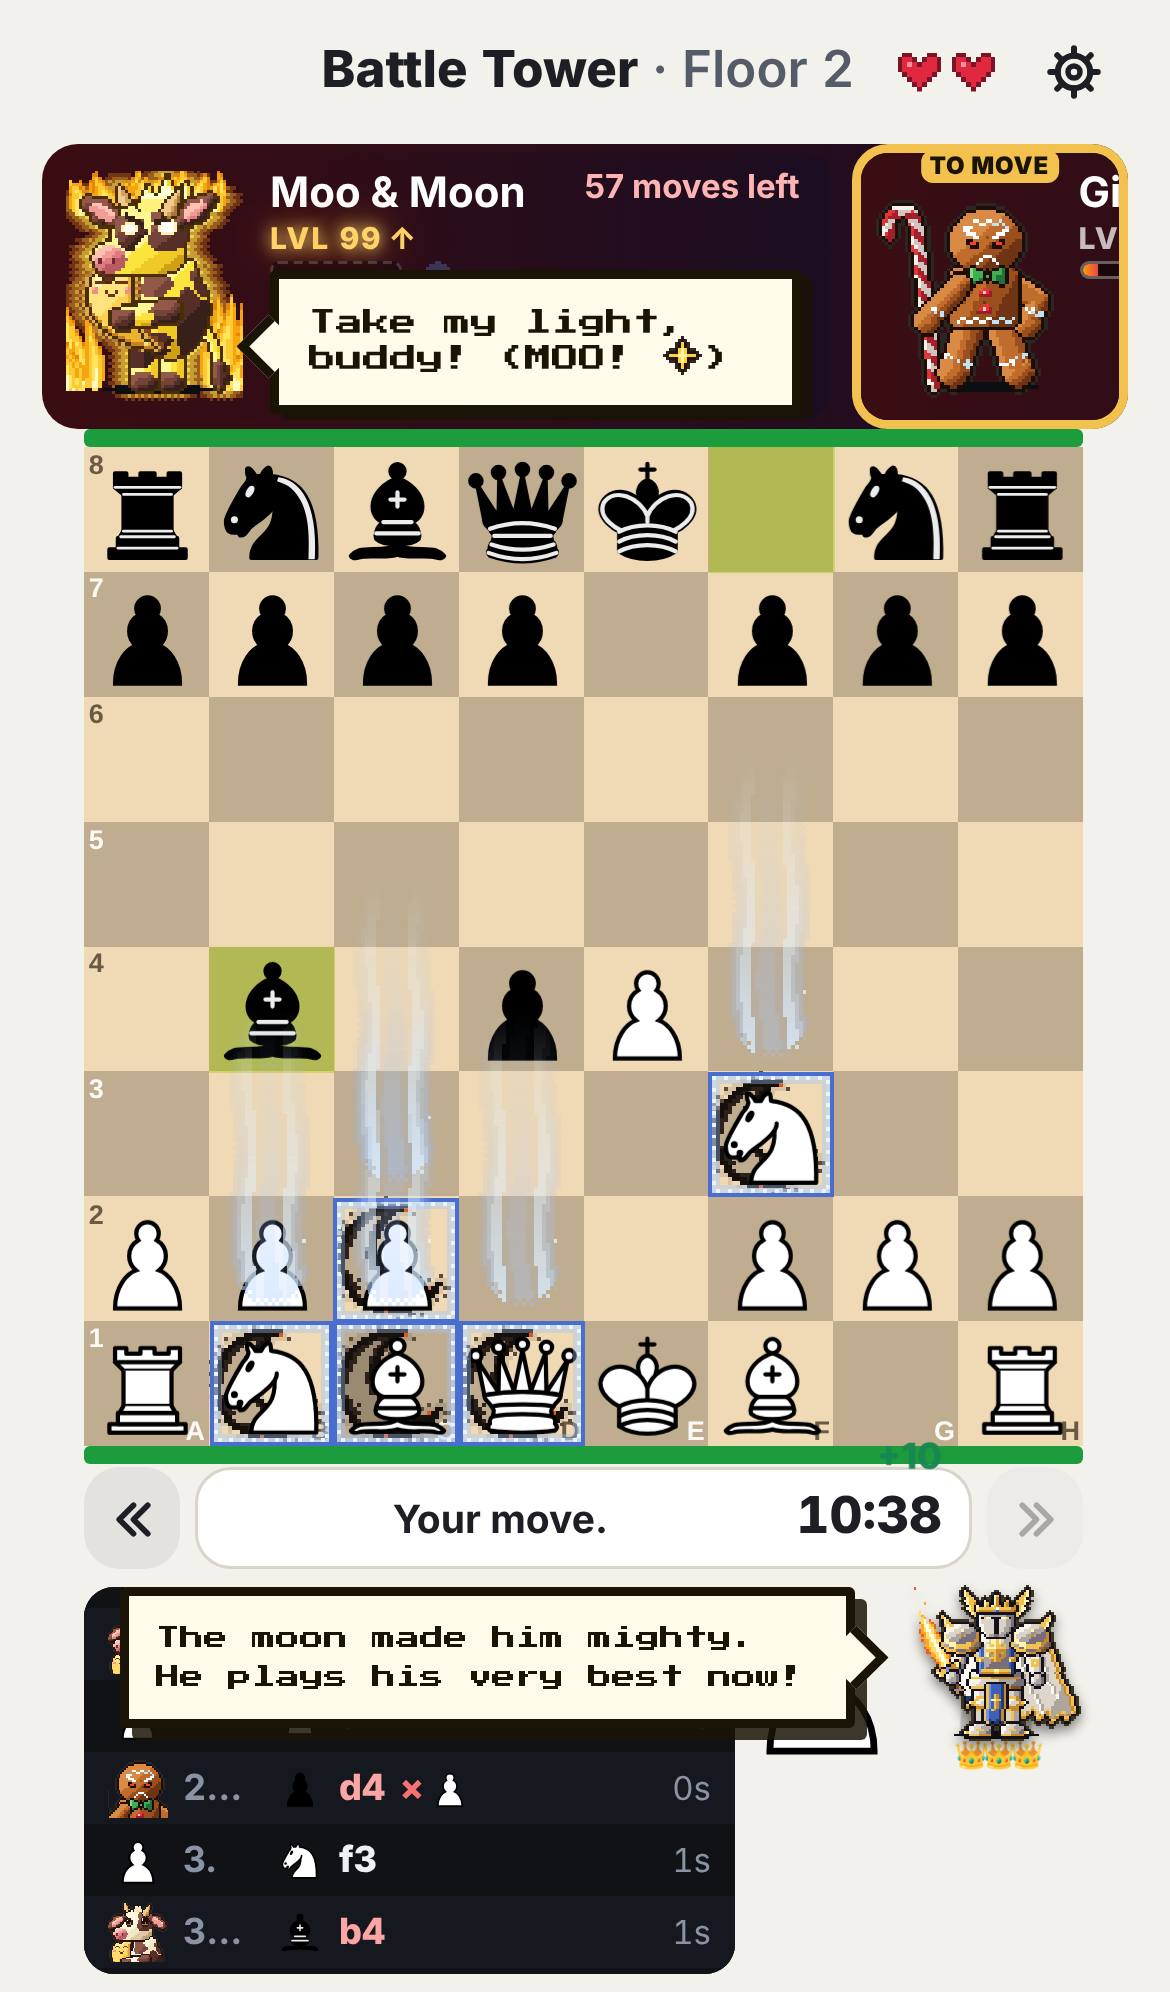 Battle Tower · Floor 2
Moo & Moon
57 moves left
TO MOVE
LVL 99 ↑
Take my light,
buddy! (MOO! ✦)
8
7
6
5
4
3
2
1
A
D
E
F
G
H
+10
Your move.
10:38
The moon made him mighty.
He plays his very best now!
2... d4 × 0s
3. f3 1s
3... b4 1s